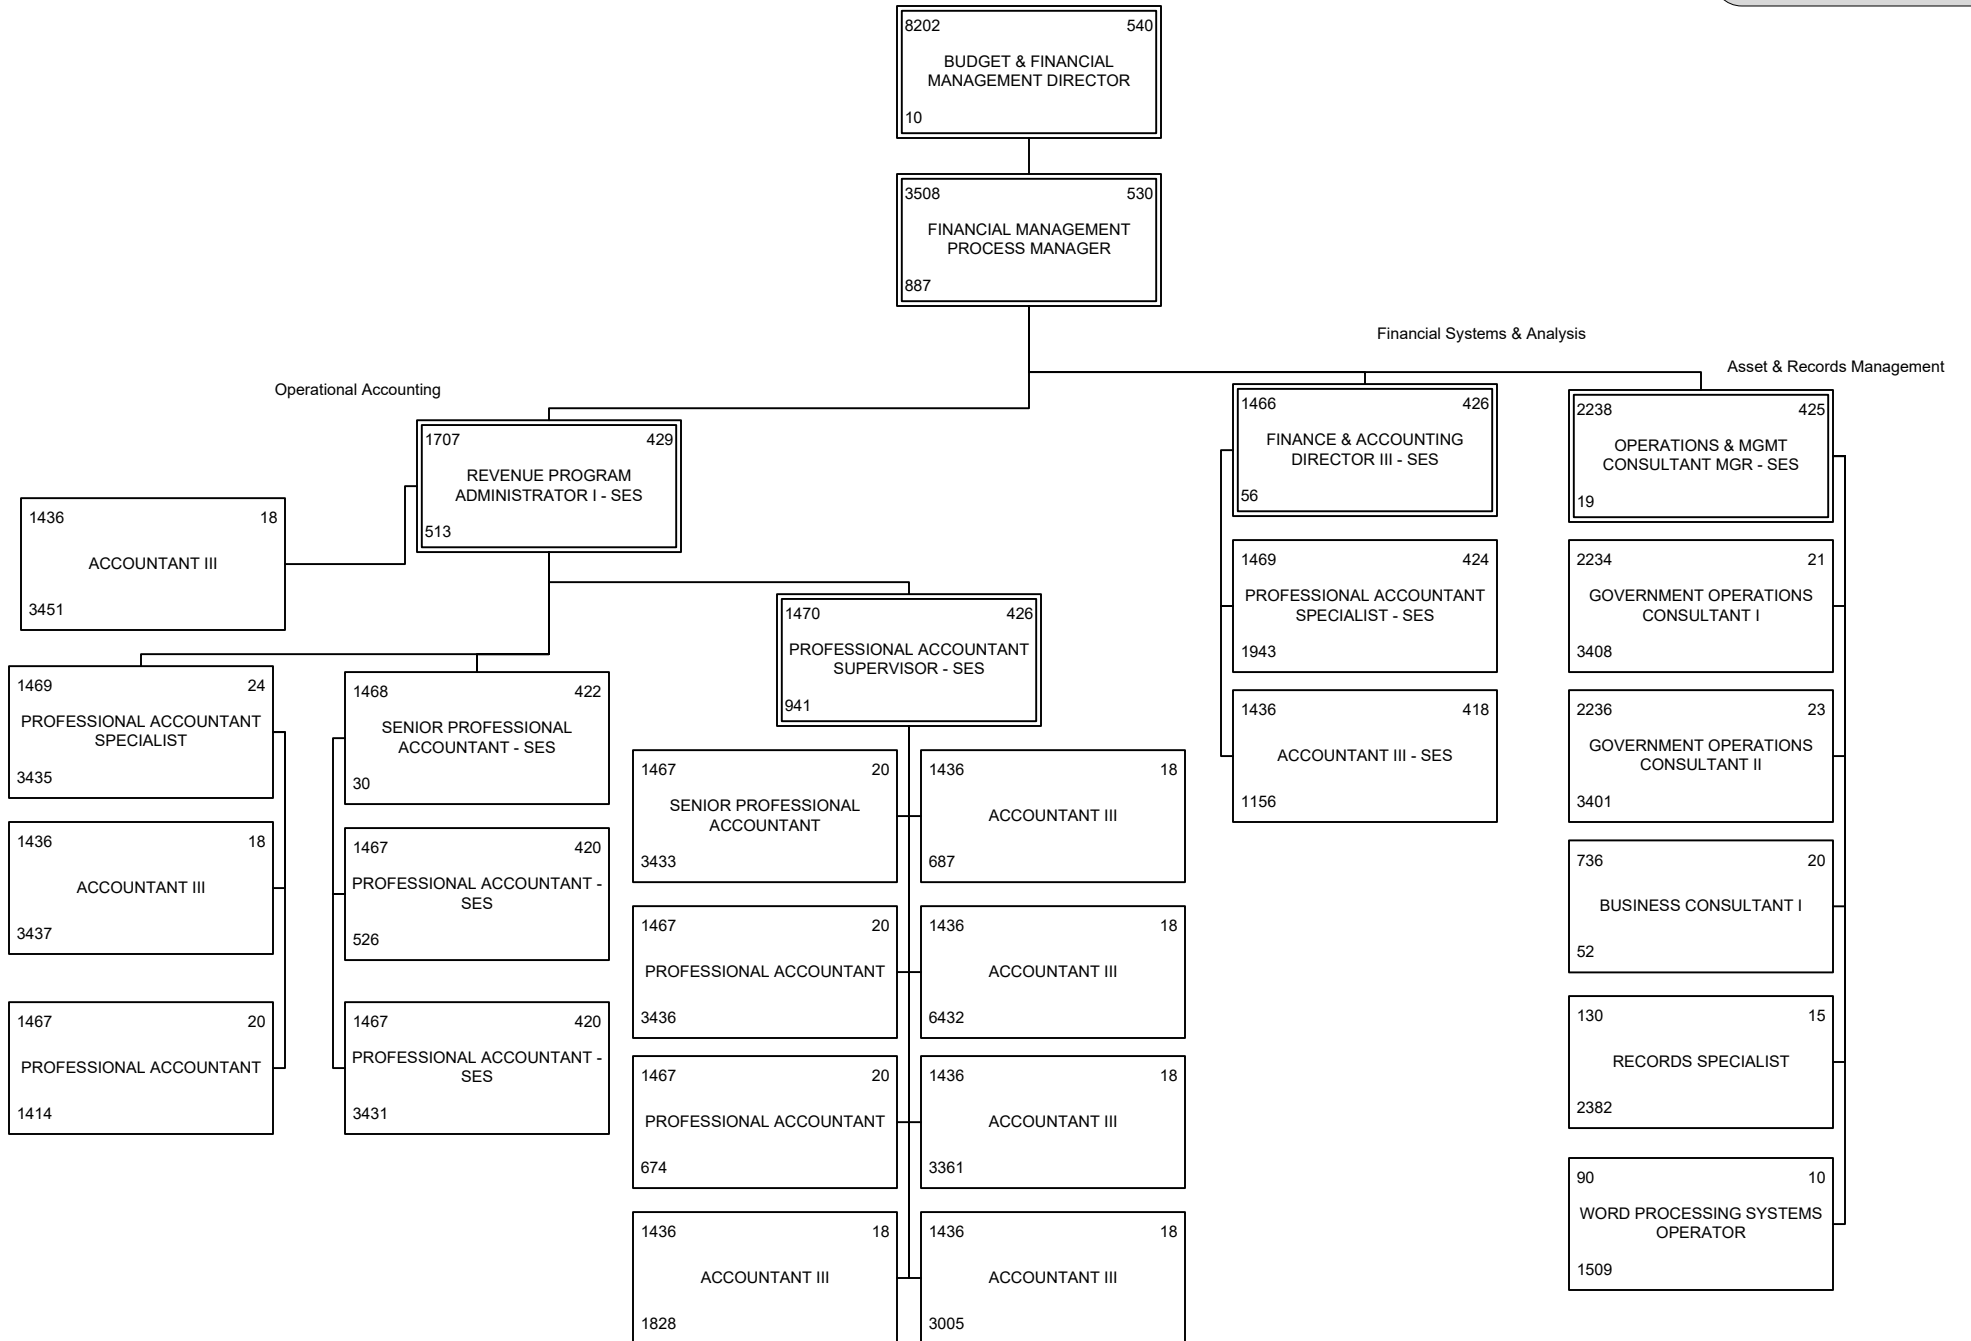 8202 540
BUDGET & FINANCIAL
MANAGEMENT DIRECTOR
10
3508 530
FINANCIAL MANAGEMENT
PROCESS MANAGER
887
Financial Systems & Analysis
Asset & Records Management
Operational Accounting
1707 429
REVENUE PROGRAM
ADMINISTRATOR I - SES
513
1436 18
ACCOUNTANT III
3451
1469 24
PROFESSIONAL ACCOUNTANT
SPECIALIST
3435
1436 18
ACCOUNTANT III
3437
1467 20
PROFESSIONAL ACCOUNTANT
1414
1468 422
SENIOR PROFESSIONAL
ACCOUNTANT - SES
30
1467 420
PROFESSIONAL ACCOUNTANT -
SES
526
1467 420
PROFESSIONAL ACCOUNTANT -
SES
3431
1470 426
PROFESSIONAL ACCOUNTANT
SUPERVISOR - SES
941
1467 20
SENIOR PROFESSIONAL
ACCOUNTANT
3433
1436 18
ACCOUNTANT III
687
1467 20
PROFESSIONAL ACCOUNTANT
3436
1436 18
ACCOUNTANT III
6432
1467 20
PROFESSIONAL ACCOUNTANT
674
1436 18
ACCOUNTANT III
3361
1436 18
ACCOUNTANT III
1828
1436 18
ACCOUNTANT III
3005
1466 426
FINANCE & ACCOUNTING
DIRECTOR III - SES
56
1469 424
PROFESSIONAL ACCOUNTANT
SPECIALIST - SES
1943
1436 418
ACCOUNTANT III - SES
1156
2238 425
OPERATIONS & MGMT
CONSULTANT MGR - SES
19
2234 21
GOVERNMENT OPERATIONS
CONSULTANT I
3408
2236 23
GOVERNMENT OPERATIONS
CONSULTANT II
3401
736 20
BUSINESS CONSULTANT I
52
130 15
RECORDS SPECIALIST
2382
90 10
WORD PROCESSING SYSTEMS
OPERATOR
1509